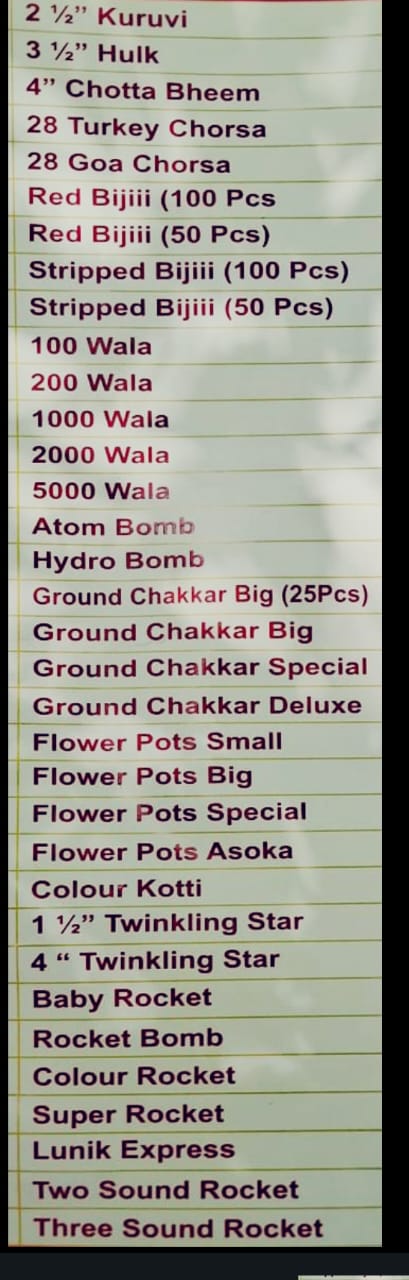 2 ½” Kuruvi
3 ½” Hulk
4” Chotta Bheem
28 Turkey Chorsa
28 Goa Chorsa
Red Bijiii (100 Pcs
Red Bijiii (50 Pcs)
Stripped Bijiii (100 Pcs)
Stripped Bijiii (50 Pcs)
100 Wala
200 Wala
1000 Wala
2000 Wala
5000 Wala
Atom Bomb
Hydro Bomb
Ground Chakkar Big (25Pcs)
Ground Chakkar Big
Ground Chakkar Special
Ground Chakkar Deluxe
Flower Pots Small
Flower Pots Big
Flower Pots Special
Flower Pots Asoka
Colour Kotti
1 ½” Twinkling Star
4 “ Twinkling Star
Baby Rocket
Rocket Bomb
Colour Rocket
Super Rocket
Lunik Express
Two Sound Rocket
Three Sound Rocket